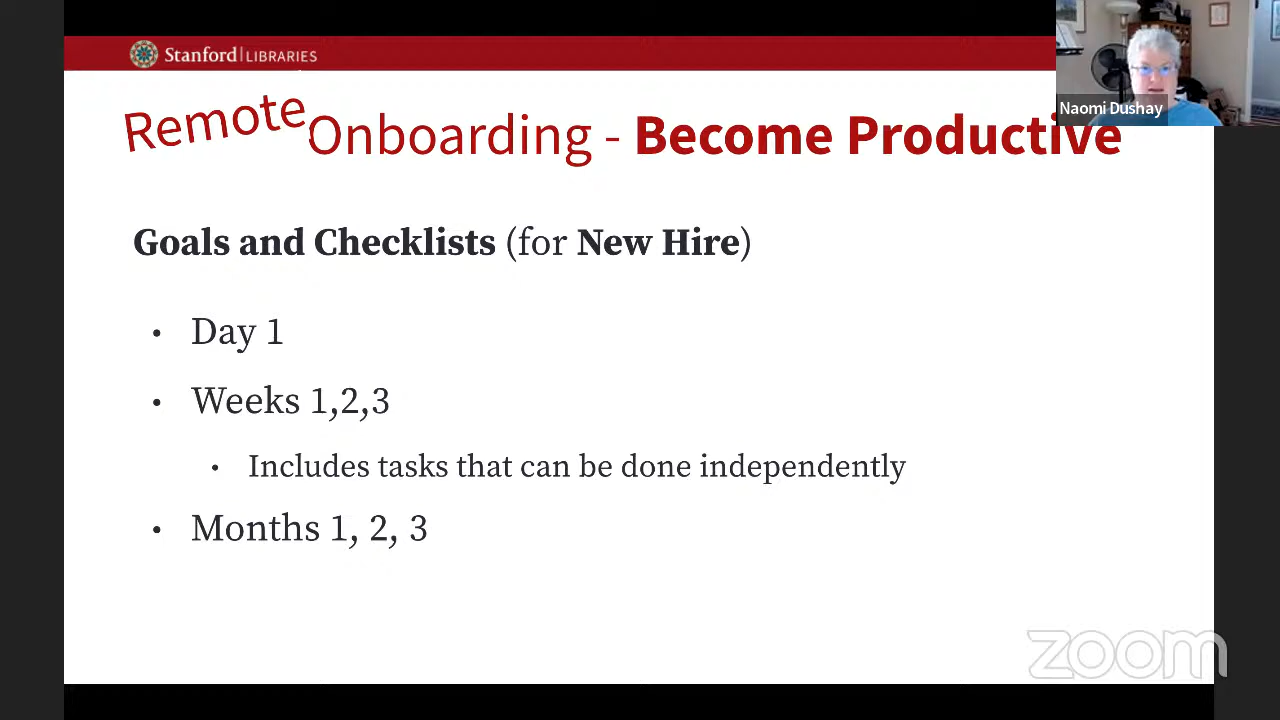 Stanford | LIBRARIES
Naomi Dushay
Remote Onboarding - Become Productive
Goals and Checklists (for New Hire)
• Day 1
• Weeks 1,2,3
• Includes tasks that can be done independently
• Months 1, 2, 3
zoom